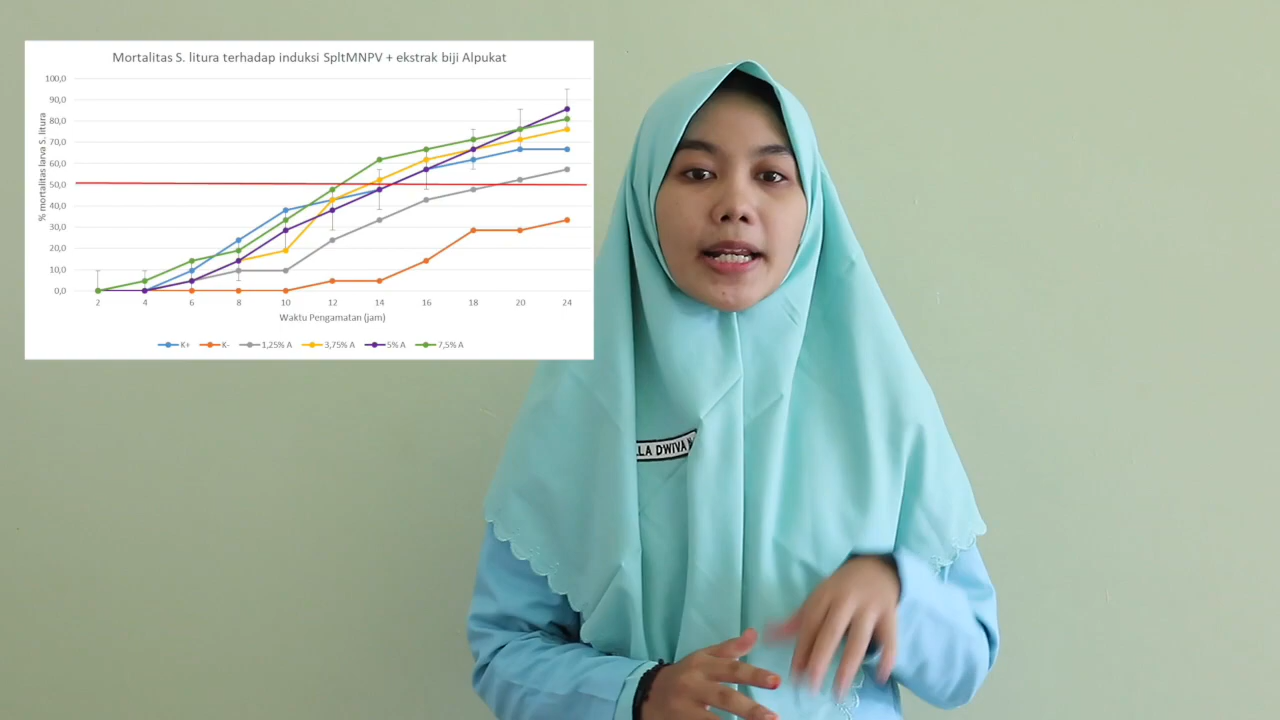 Mortalitas S. litura terhadap induksi SpltMNPV + ekstrak biji Alpukat
100,0
90,0
80,0
70,0
60,0
50,0
40,0
30,0
20,0
10,0
0,0
% mortalitas larva S. litura
2 4 6 8 10 12 14 16 18 20 24
Waktu Pengamatan (jam)
K+ K- 1,25% A 3,75% A 5% A 7,5% A
LLA DWIVA